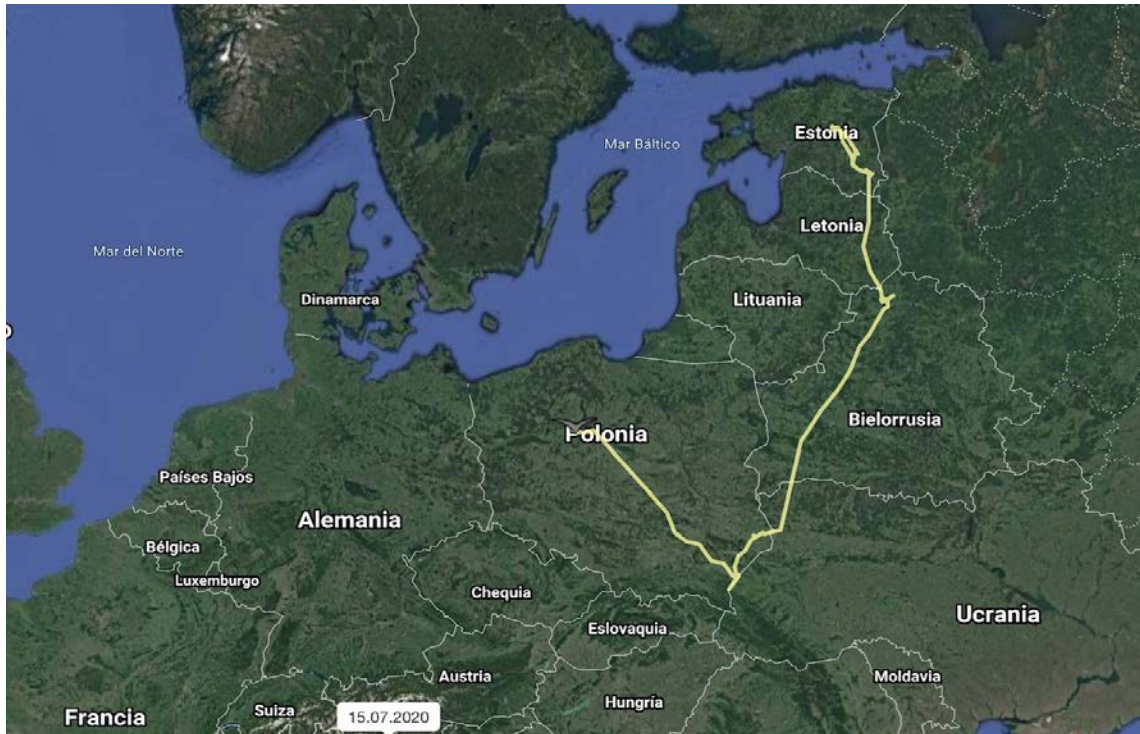 Estonia
Mar Báltico
Letonia
Mar del Norte
Dinamarca
Lituania
Bielorrusia
Polonia
Países Bajos
Alemania
Bélgica
Luxemburgo
Chequia
Ucrania
Eslovaquia
Austria
Moldavia
Hungría
Suiza
Francia
15.07.2020